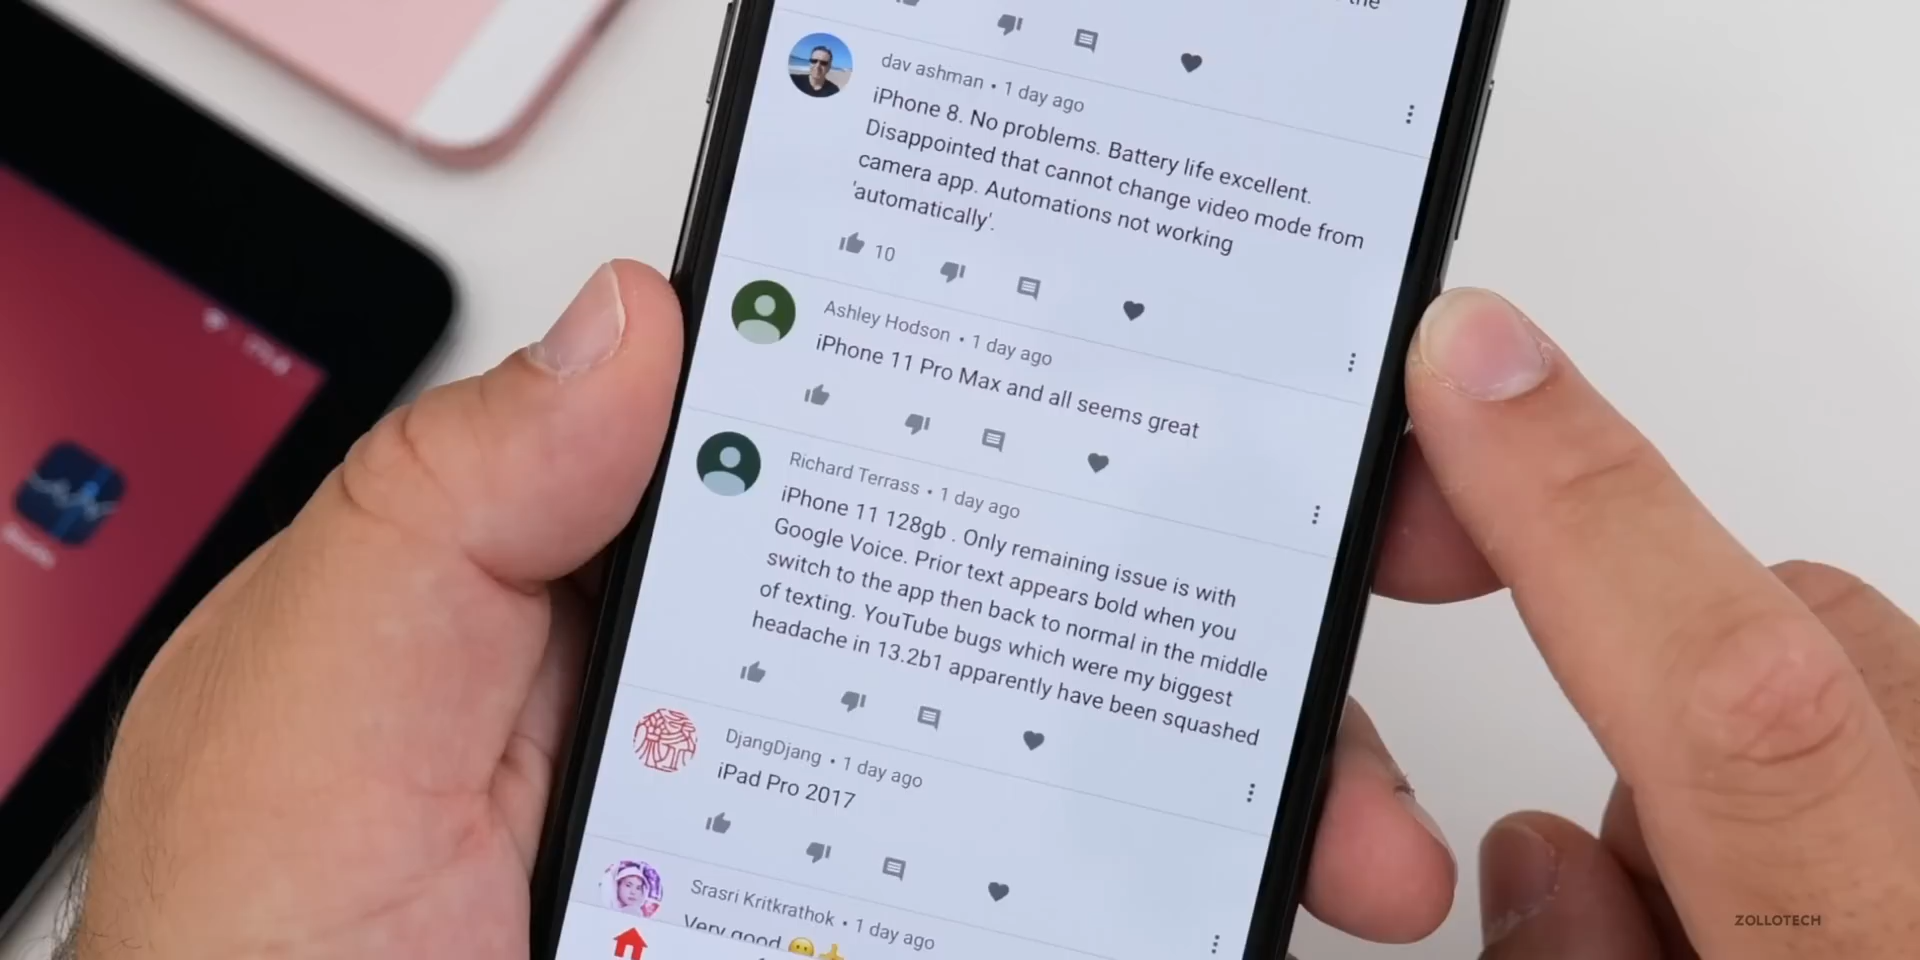 the
dav ashman • 1 day ago
iPhone 8. No problems. Battery life excellent.
Disappointed that cannot change video mode from
camera app. Automations not working
'automatically'.
10
Ashley Hodson • 1 day ago
iPhone 11 Pro Max and all seems great
Richard Terrass • 1 day ago
iPhone 11 128gb . Only remaining issue is with
Google Voice. Prior text appears bold when you
switch to the app then back to normal in the middle
of texting. YouTube bugs which were my biggest
headache in 13.2b1 apparently have been squashed
DjangDjang • 1 day ago
iPad Pro 2017
Srasri Kritkrathok • 1 day ago
Very good 😬👍
ZOLLOTECH